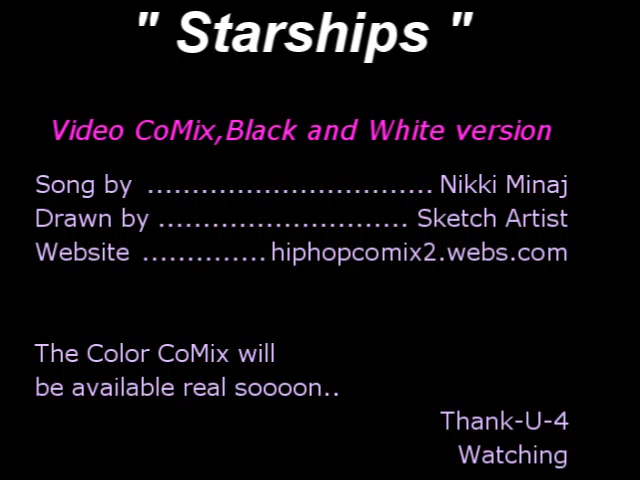 " Starships "
Video CoMix,Black and White version
Song by ................................ Nikki Minaj
Drawn by ............................ Sketch Artist
Website .............. hiphopcomix2.webs.com
The Color CoMix will
be available real soooon..
Thank-U-4
Watching